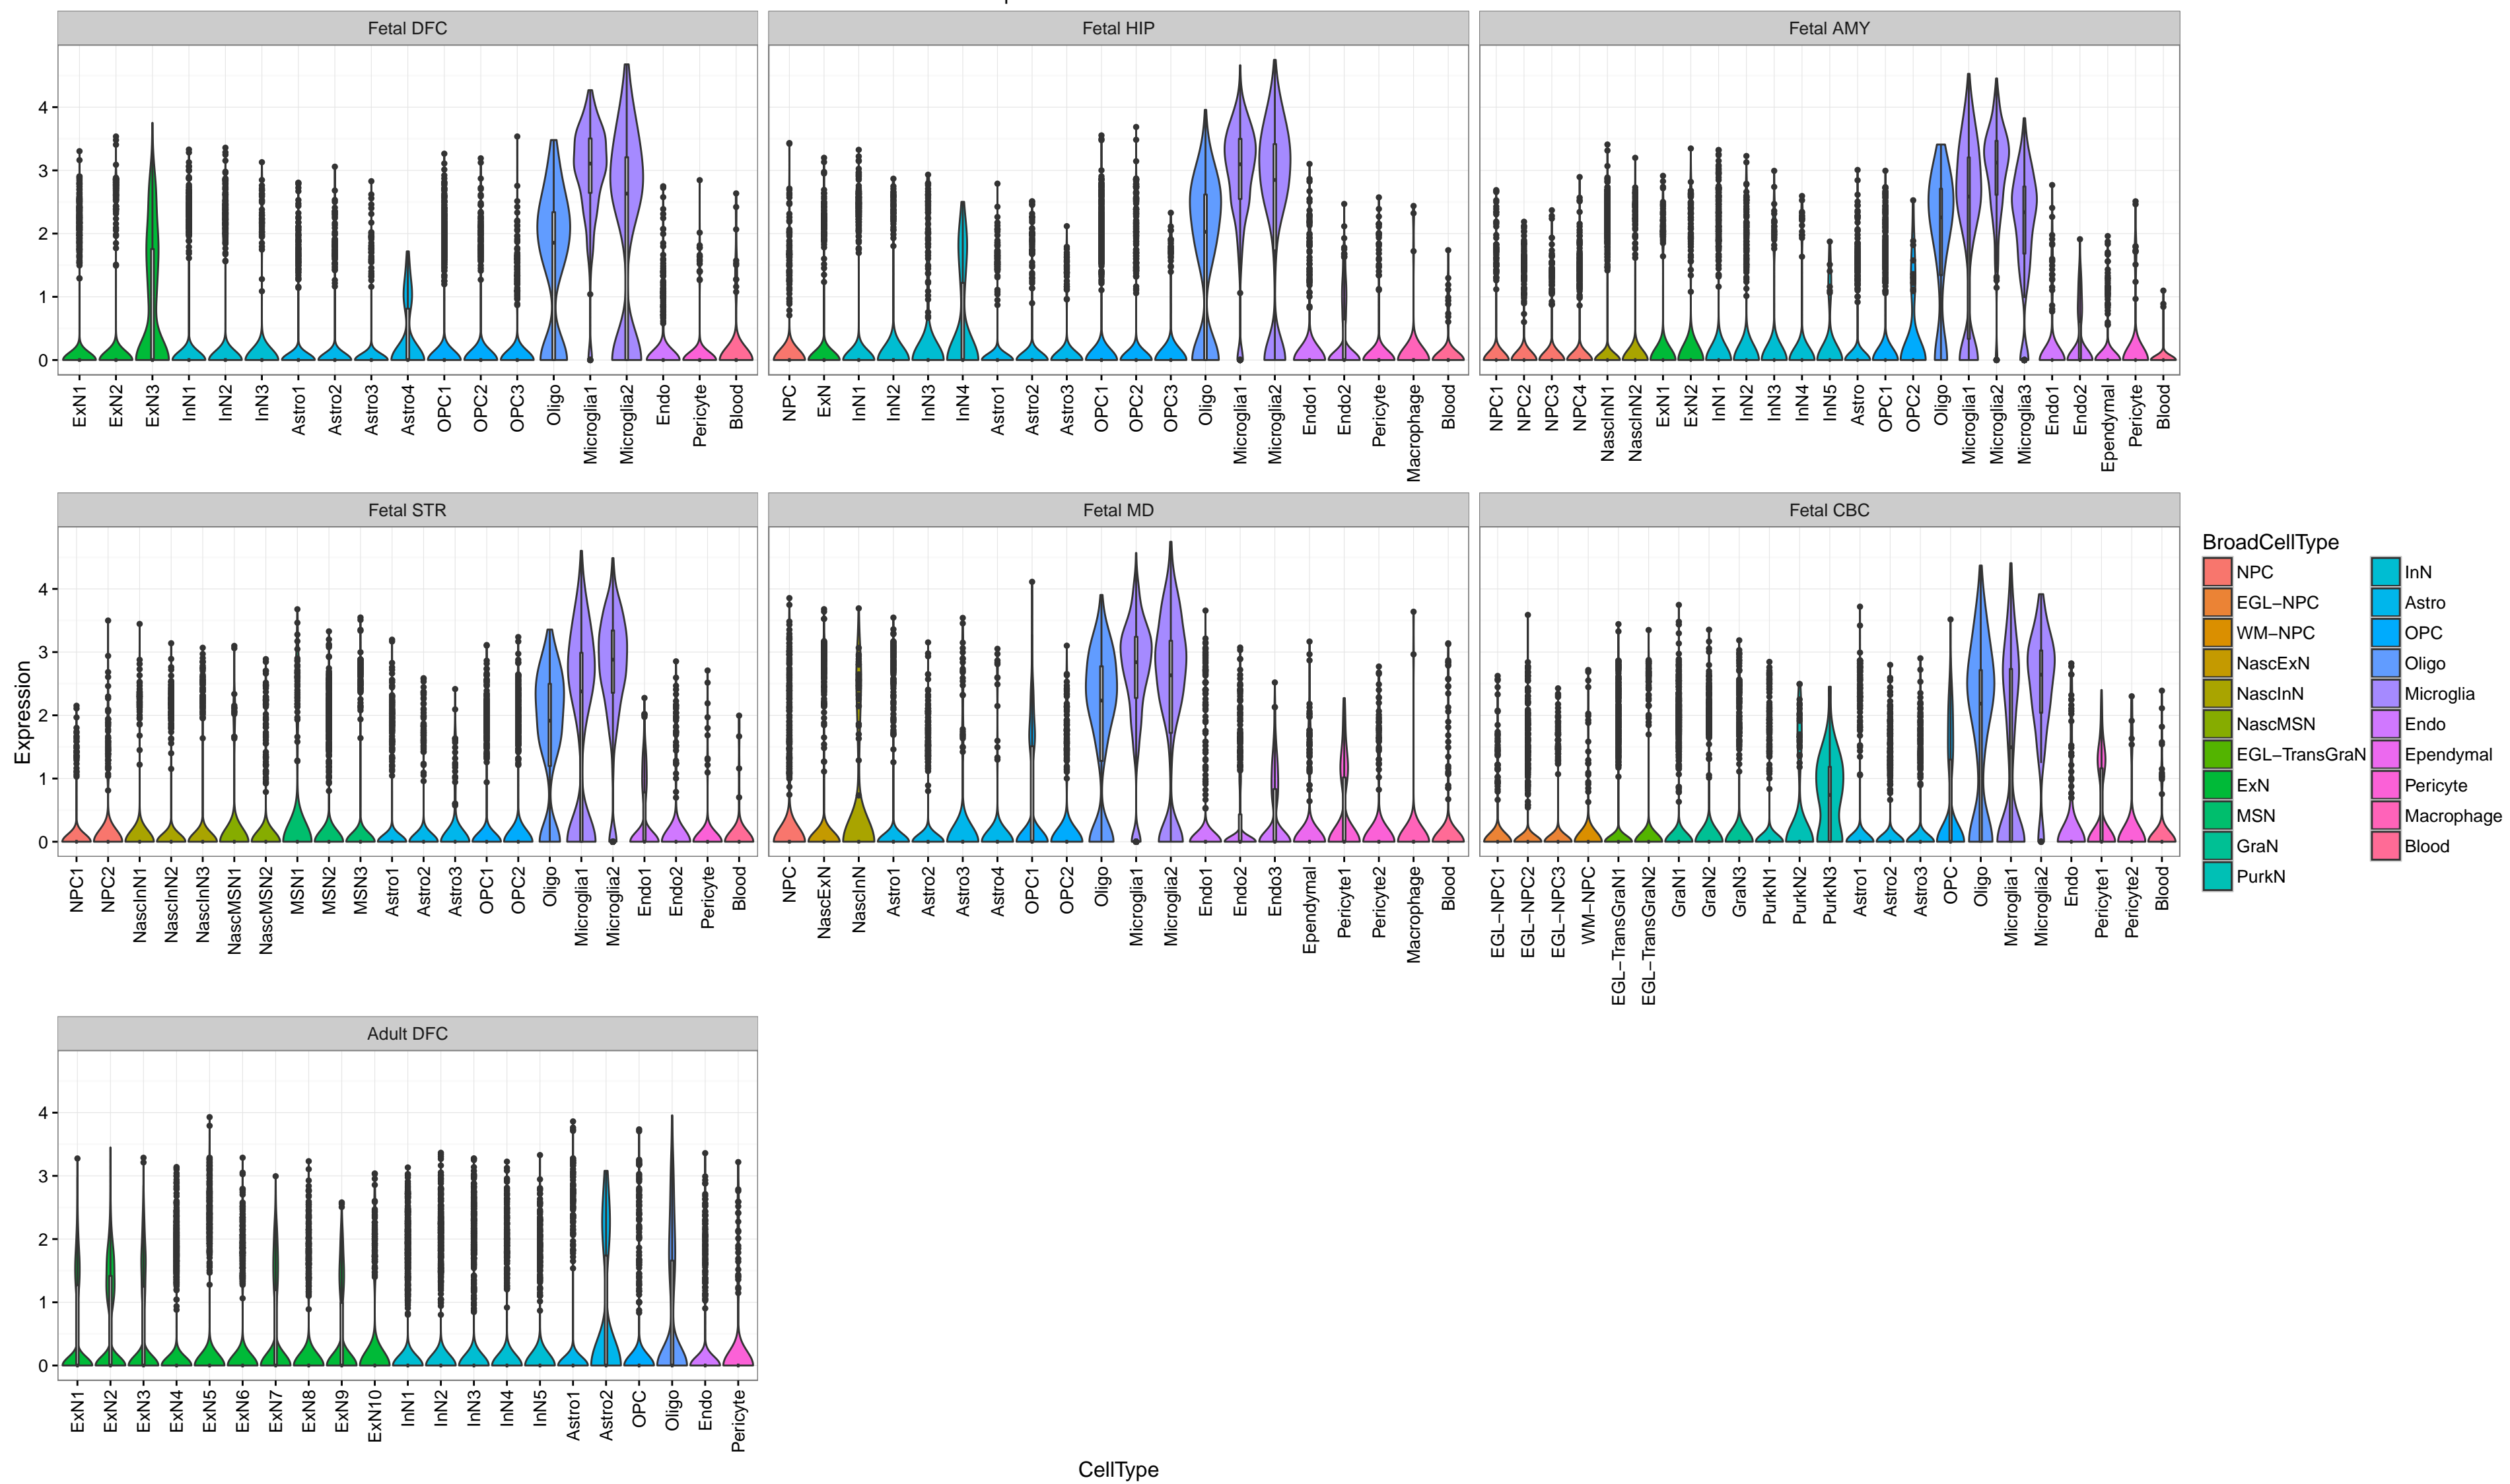 Fetal DFC
Fetal HIP
Fetal AMY
4
3
2
1
0
ExN1 ExN2 ExN3 InN1 InN2 InN3 Astro1 Astro2 Astro3 Astro4 OPC1 OPC2 OPC3 Oligo Microglia1 Microglia2 Endo Pericyte Blood
NPC ExN InN1 InN2 InN3 InN4 Astro1 Astro2 Astro3 OPC1 OPC2 OPC3 Oligo Microglia1 Microglia2 Endo1 Endo2 Pericyte Macrophage Blood
NPC1 NPC2 NPC3 NPC4 NascInN1 NascInN2 ExN1 ExN2 InN1 InN2 InN3 InN4 InN5 Astro OPC1 OPC2 Oligo Microglia1 Microglia2 Microglia3 Endo1 Endo2 Ependymal Pericyte Blood
Fetal STR
Fetal MD
Fetal CBC
Expression
4
3
2
1
0
NPC1 NPC2 NascInN1 NascInN2 NascInN3 NascMSN1 NascMSN2 MSN1 MSN2 MSN3 Astro1 Astro2 Astro3 OPC1 OPC2 Oligo Microglia1 Microglia2 Endo1 Endo2 Pericyte Blood
NPC NascExN NascInN Astro1 Astro2 Astro3 Astro4 OPC1 OPC2 Oligo Microglia1 Microglia2 Endo1 Endo2 Endo3 Ependymal Pericyte1 Pericyte2 Macrophage Blood
EGL−NPC1 EGL−NPC2 EGL−NPC3 WM−NPC EGL−TransGraN1 EGL−TransGraN2 GraN1 GraN2 GraN3 PurkN1 PurkN2 PurkN3 Astro1 Astro2 Astro3 OPC Oligo Microglia1 Microglia2 Endo Pericyte1 Pericyte2 Blood
BroadCellType
NPC
EGL−NPC
WM−NPC
NascExN
NascInN
NascMSN
EGL−TransGraN
ExN
MSN
GraN
PurkN
InN
Astro
OPC
Oligo
Microglia
Endo
Ependymal
Pericyte
Macrophage
Blood
Adult DFC
4
3
2
1
0
ExN1 ExN2 ExN3 ExN4 ExN5 ExN6 ExN7 ExN8 ExN9 ExN10 InN1 InN2 InN3 InN4 InN5 Astro1 Astro2 OPC Oligo Endo Pericyte
CellType